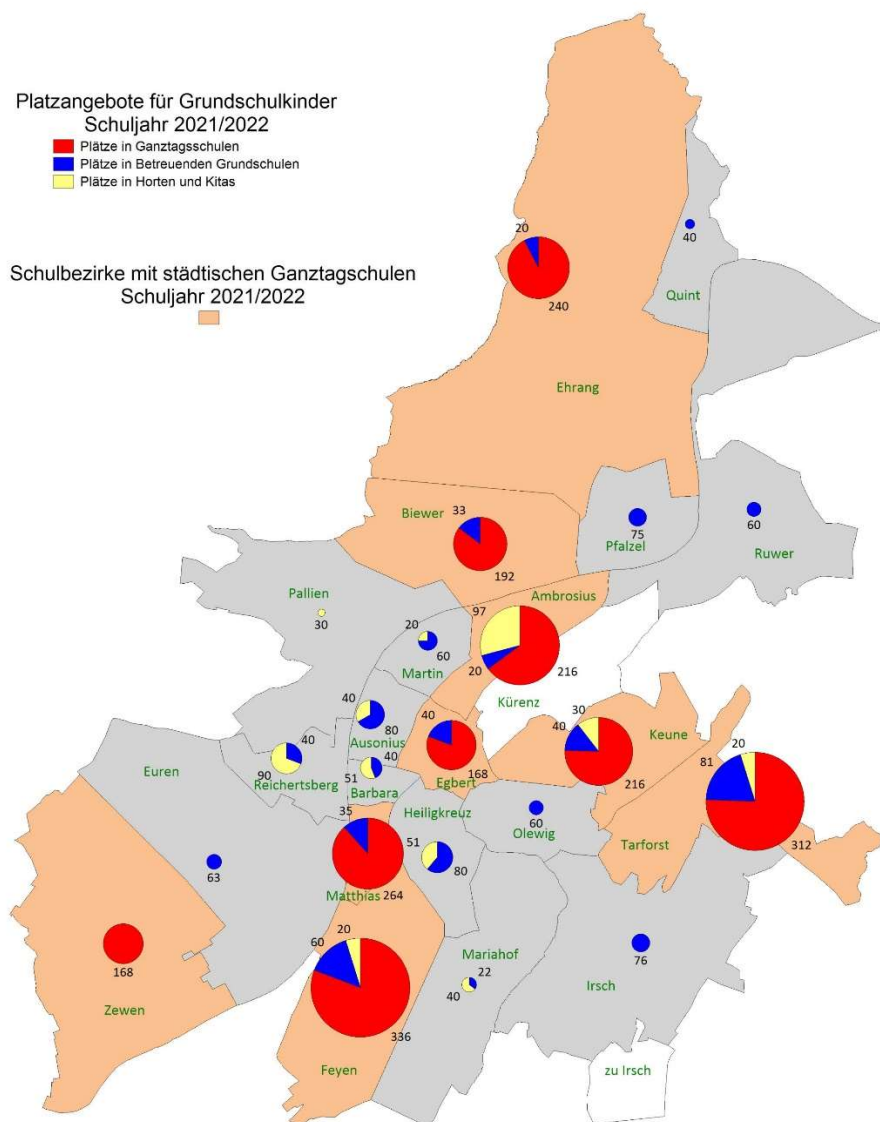 Platzangebote für Grundschulkinder
Schuljahr 2021/2022
Plätze in Ganztagsschulen
Plätze in Betreuenden Grundschulen
Plätze in Horten und Kitas
Schulbezirke mit städtischen Ganztagschulen
Schuljahr 2021/2022
20
240
Ehrang
40
Quint
33
Biewer
192
75
Pfalzel
60
Ruwer
Pallien
30
20
Martin
60
97
Ambrosius
20
216
Kürenz
40
Ausonius
80
40
Egbert
168
30
40
Keune
216
20
81
Tarforst
312
40
Reichertsberg
90
40
51
Barbara
Euren
63
35
Matthias
264
Heiligkreuz
51
80
Olewig
60
168
Zewen
60
20
336
Feyen
Mariahof
22
40
76
Irsch
zu Irsch